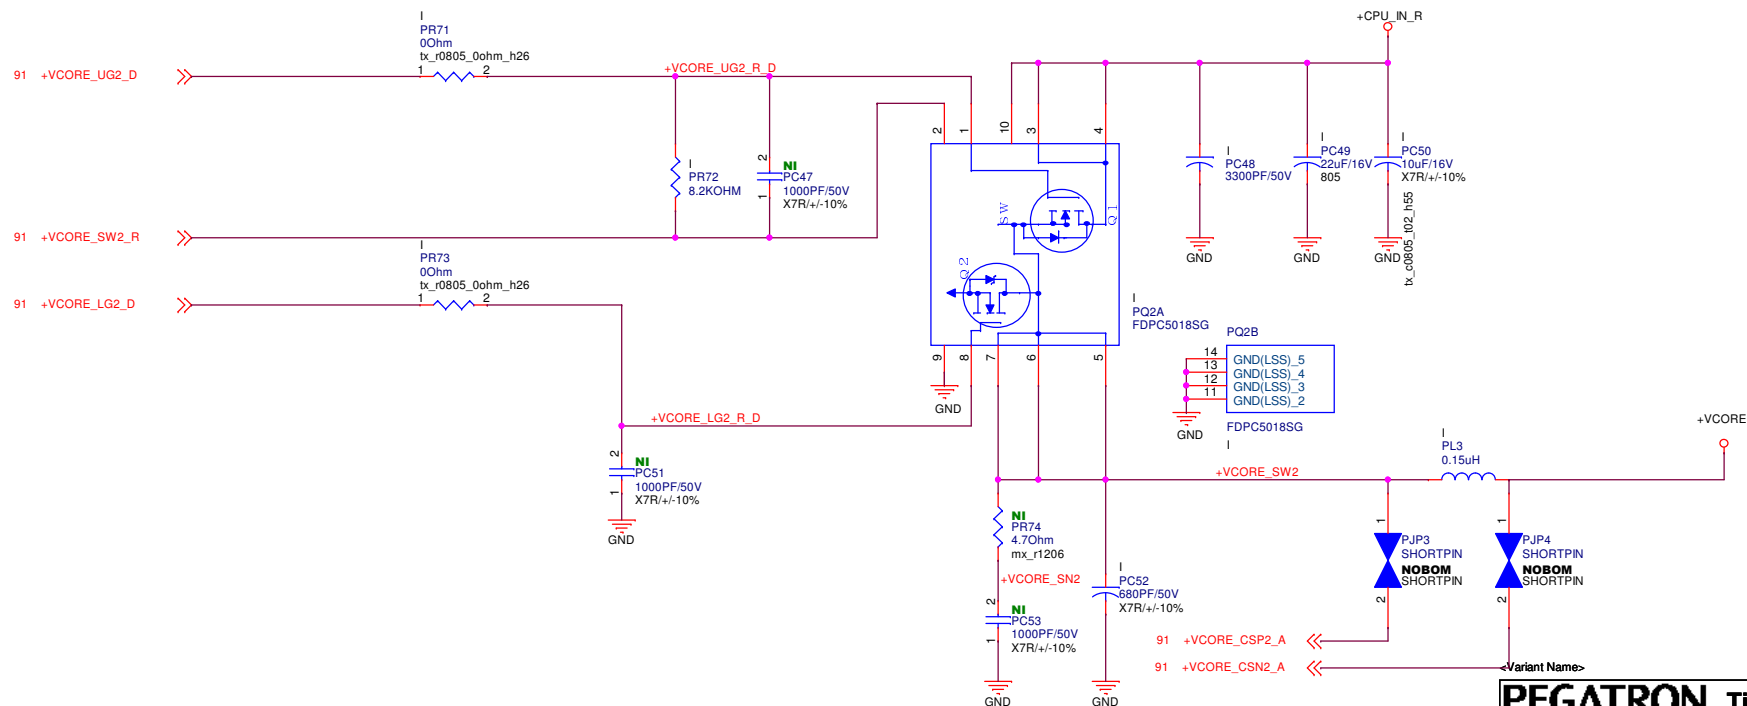 I
PR71
0Ohm
tx_r0805_0ohm_h26
1 2
91 +VCORE_UG2_D
+VCORE_UG2_R_D
+CPU_IN_R
2 1 10 3 4
I
PR72
8.2KOHM
2
NI
PC47
1000PF/50V
X7R/+/-10%
1
I
PC48
3300PF/50V
GND
I
PC49
22uF/16V
805
GND
I
PC50
10uF/16V
X7R/+/-10%
GND
tx_c0805_t02_h55
SW
Q1
Q2
91 +VCORE_SW2_R
I
PR73
0Ohm
tx_r0805_0ohm_h26
1 2
91 +VCORE_LG2_D
I
PQ2A
FDPC5018SG
9 8 7 6 5
GND
PQ2B
14 GND(LSS)_5
13 GND(LSS)_4
12 GND(LSS)_3
11 GND(LSS)_2
GND
FDPC5018SG
I
+VCORE_LG2_R_D
2
NI
PC51
1000PF/50V
X7R/+/-10%
1
GND
+VCORE
I
PL3
0.15uH
+VCORE_SW2
NI
PR74
4.7Ohm
mx_r1206
+VCORE_SN2
2
NI
PC53
1000PF/50V
X7R/+/-10%
1
GND
I
PC52
680PF/50V
X7R/+/-10%
GND
1
PJP3
SHORTPIN
NOBOM
SHORTPIN
2
1
PJP4
SHORTPIN
NOBOM
SHORTPIN
2
91 +VCORE_CSP2_A
91 +VCORE_CSN2_A
<Variant Name>
PEGATRON Ti